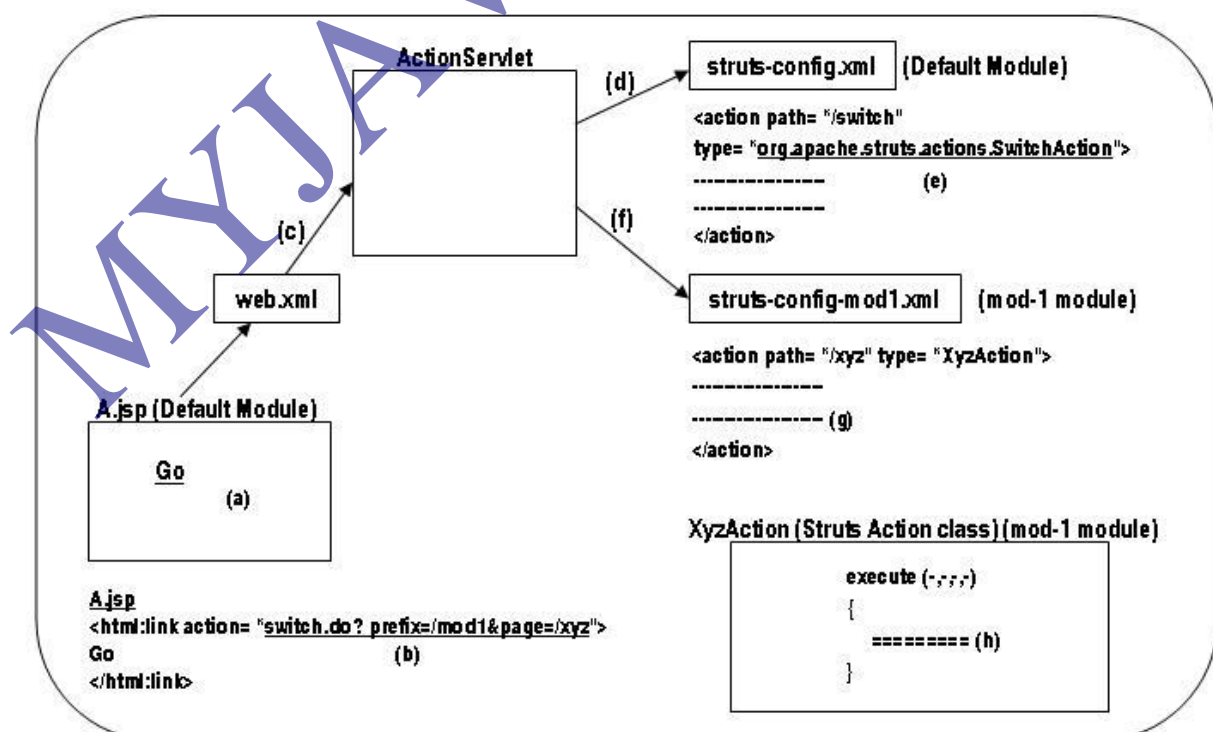 MYJAV
ActionServlet
struts-config.xml (Default Module)
(d)
<action path= "/switch"
type= "org.apache.struts.actions.SwitchAction">
-------------------- (e)
--------------------
</action>
(c)
(f)
web.xml
struts-config-mod1.xml (mod-1 module)
<action path= "/xyz" type= "XyzAction">
--------------------
-------------------- (g)
</action>
A.jsp (Default Module)
Go
(a)
XyzAction (Struts Action class) (mod-1 module)
execute (-,-,-,-)
{
========= (h)
}
A.jsp
<html:link action= "switch.do? prefix=/mod1&page=/xyz">
Go (b)
</html:link>